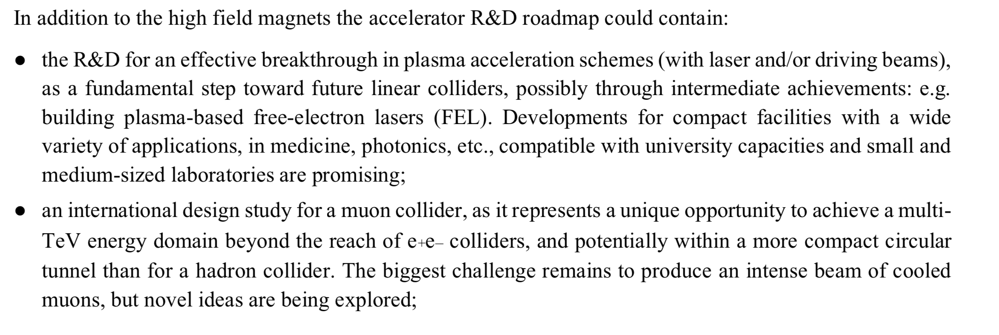 In addition to the high field magnets the accelerator R&D roadmap could contain:
● the R&D for an effective breakthrough in plasma acceleration schemes (with laser and/or driving beams),
as a fundamental step toward future linear colliders, possibly through intermediate achievements: e.g.
building plasma-based free-electron lasers (FEL). Developments for compact facilities with a wide
variety of applications, in medicine, photonics, etc., compatible with university capacities and small and
medium-sized laboratories are promising;
● an international design study for a muon collider, as it represents a unique opportunity to achieve a multi-
TeV energy domain beyond the reach of e+e– colliders, and potentially within a more compact circular
tunnel than for a hadron collider. The biggest challenge remains to produce an intense beam of cooled
muons, but novel ideas are being explored;